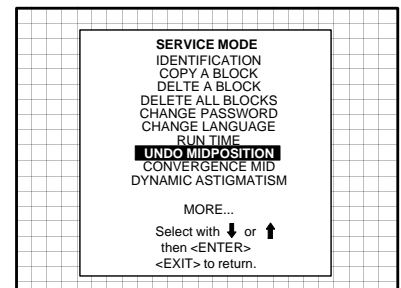 SERVICE MODE
IDENTIFICATION
COPY A BLOCK
DELTE A BLOCK
DELETE ALL BLOCKS
CHANGE PASSWORD
CHANGE LANGUAGE
RUN TIME
UNDO MIDPOSITION
CONVERGENCE MID
DYNAMIC ASTIGMATISM
MORE...
Select with ⬇ or ⬆
then <ENTER>
<EXIT> to return.